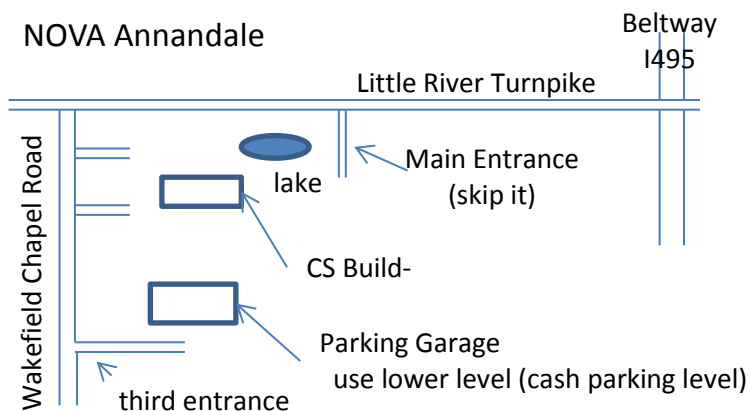 NOVA Annandale
Beltway
I495
Little River Turnpike
Wakefield Chapel Road
lake
Main Entrance
(skip it)
CS Build-
Parking Garage
use lower level (cash parking level)
third entrance